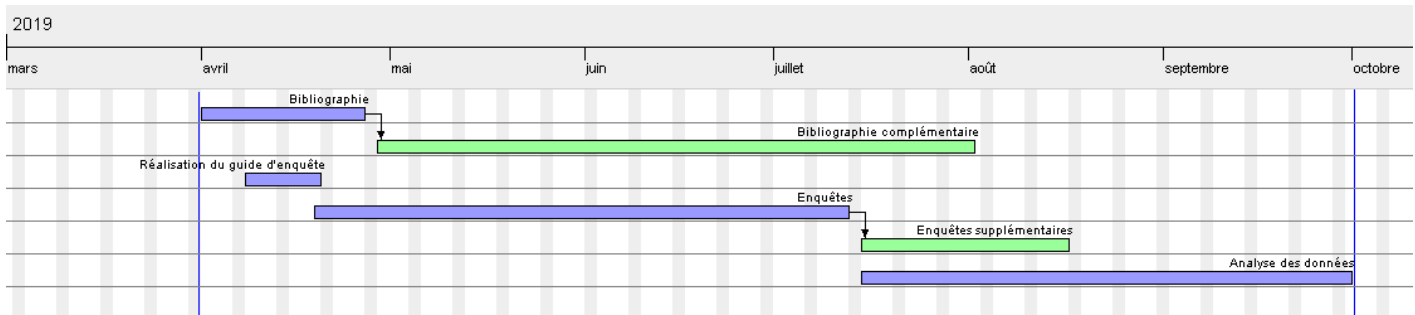 2019
mars avril mai juin juillet août septembre octobre
Bibliographie
Bibliographie complémentaire
Réalisation du guide d'enquête
Enquêtes
Enquêtes supplémentaires
Analyse des données